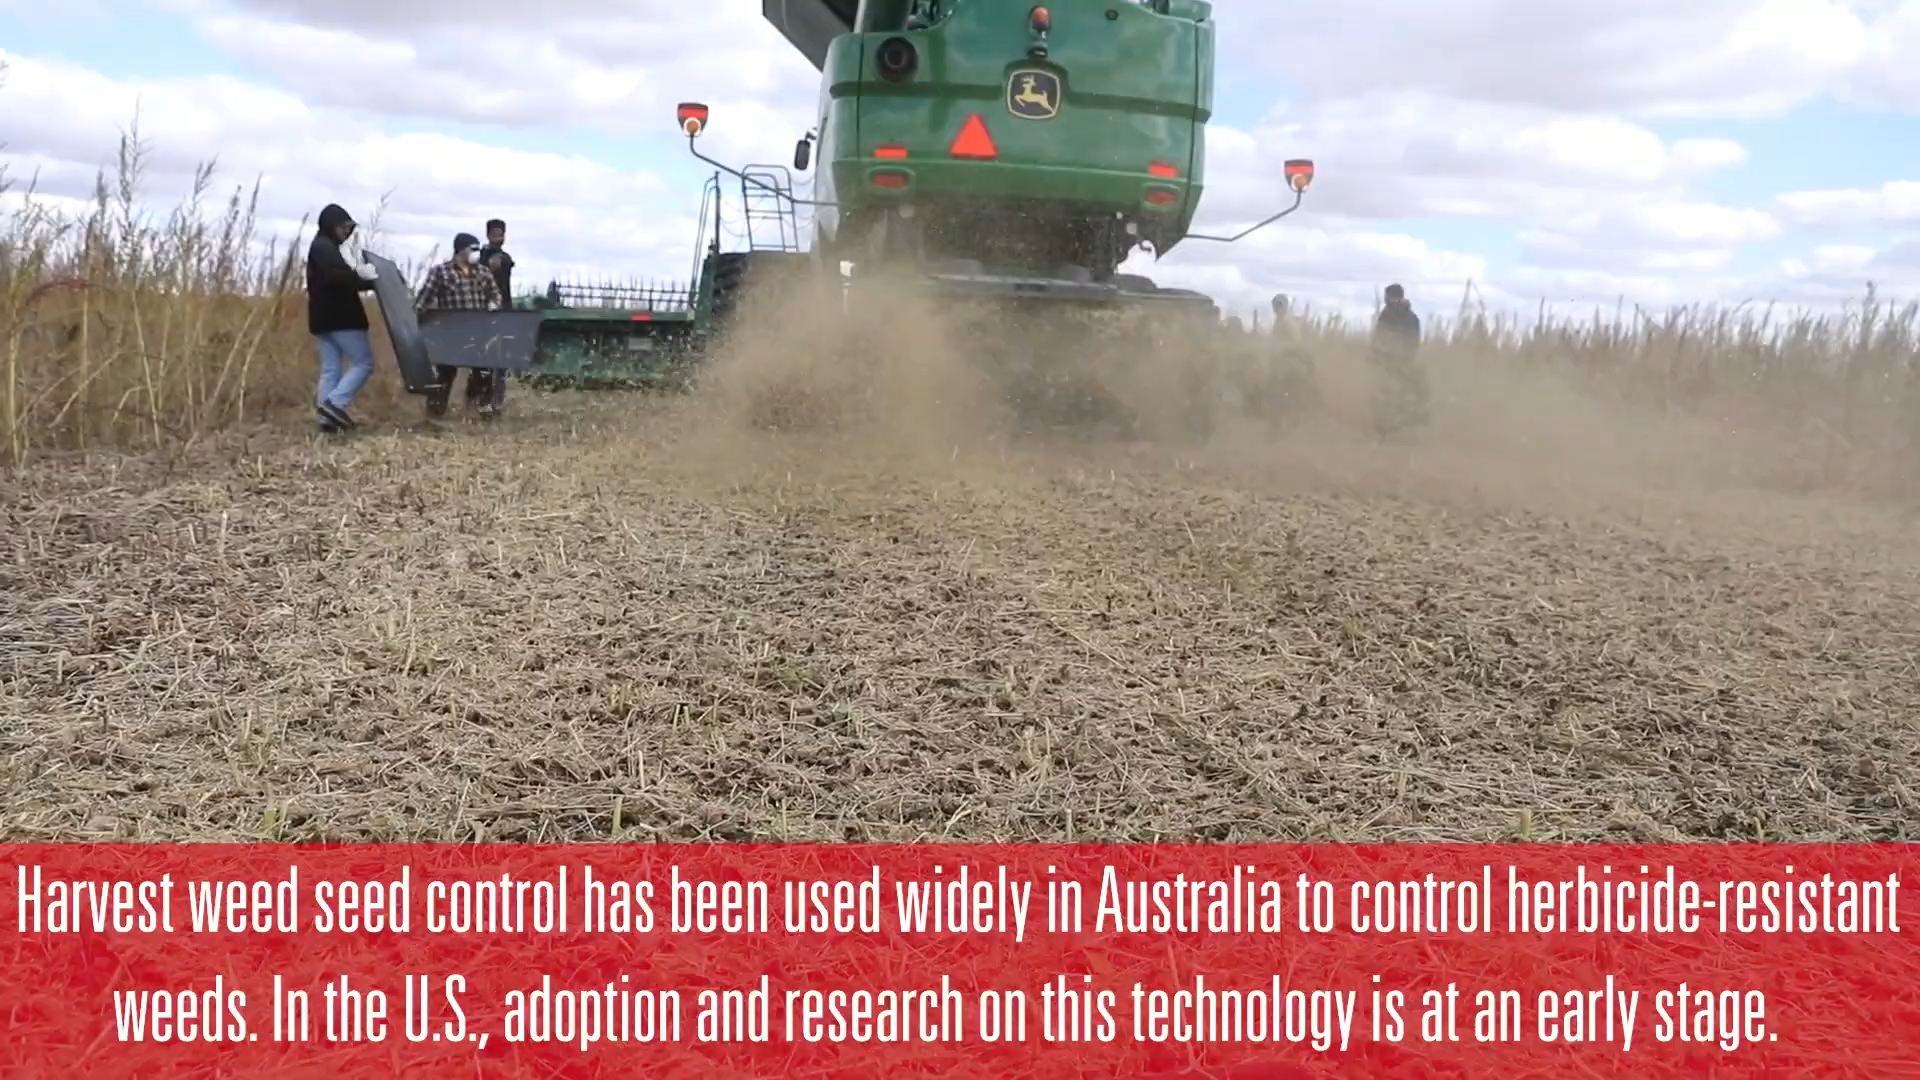 Harvest weed seed control has been used widely in Australia to control herbicide-resistant
weeds. In the U.S., adoption and research on this technology is at an early stage.